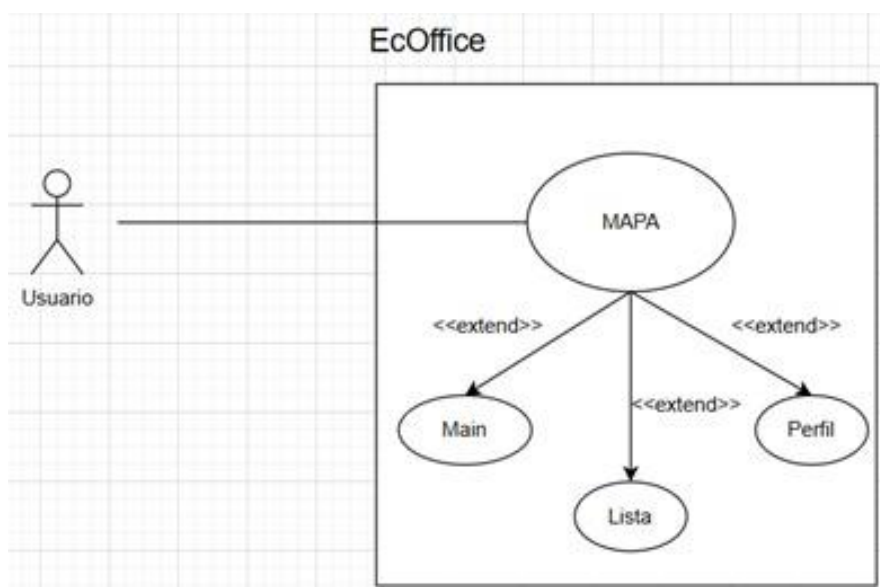 EcOffice
MAPA
Usuario
<<extend>>
<<extend>>
<<extend>>
Main
Perfil
Lista